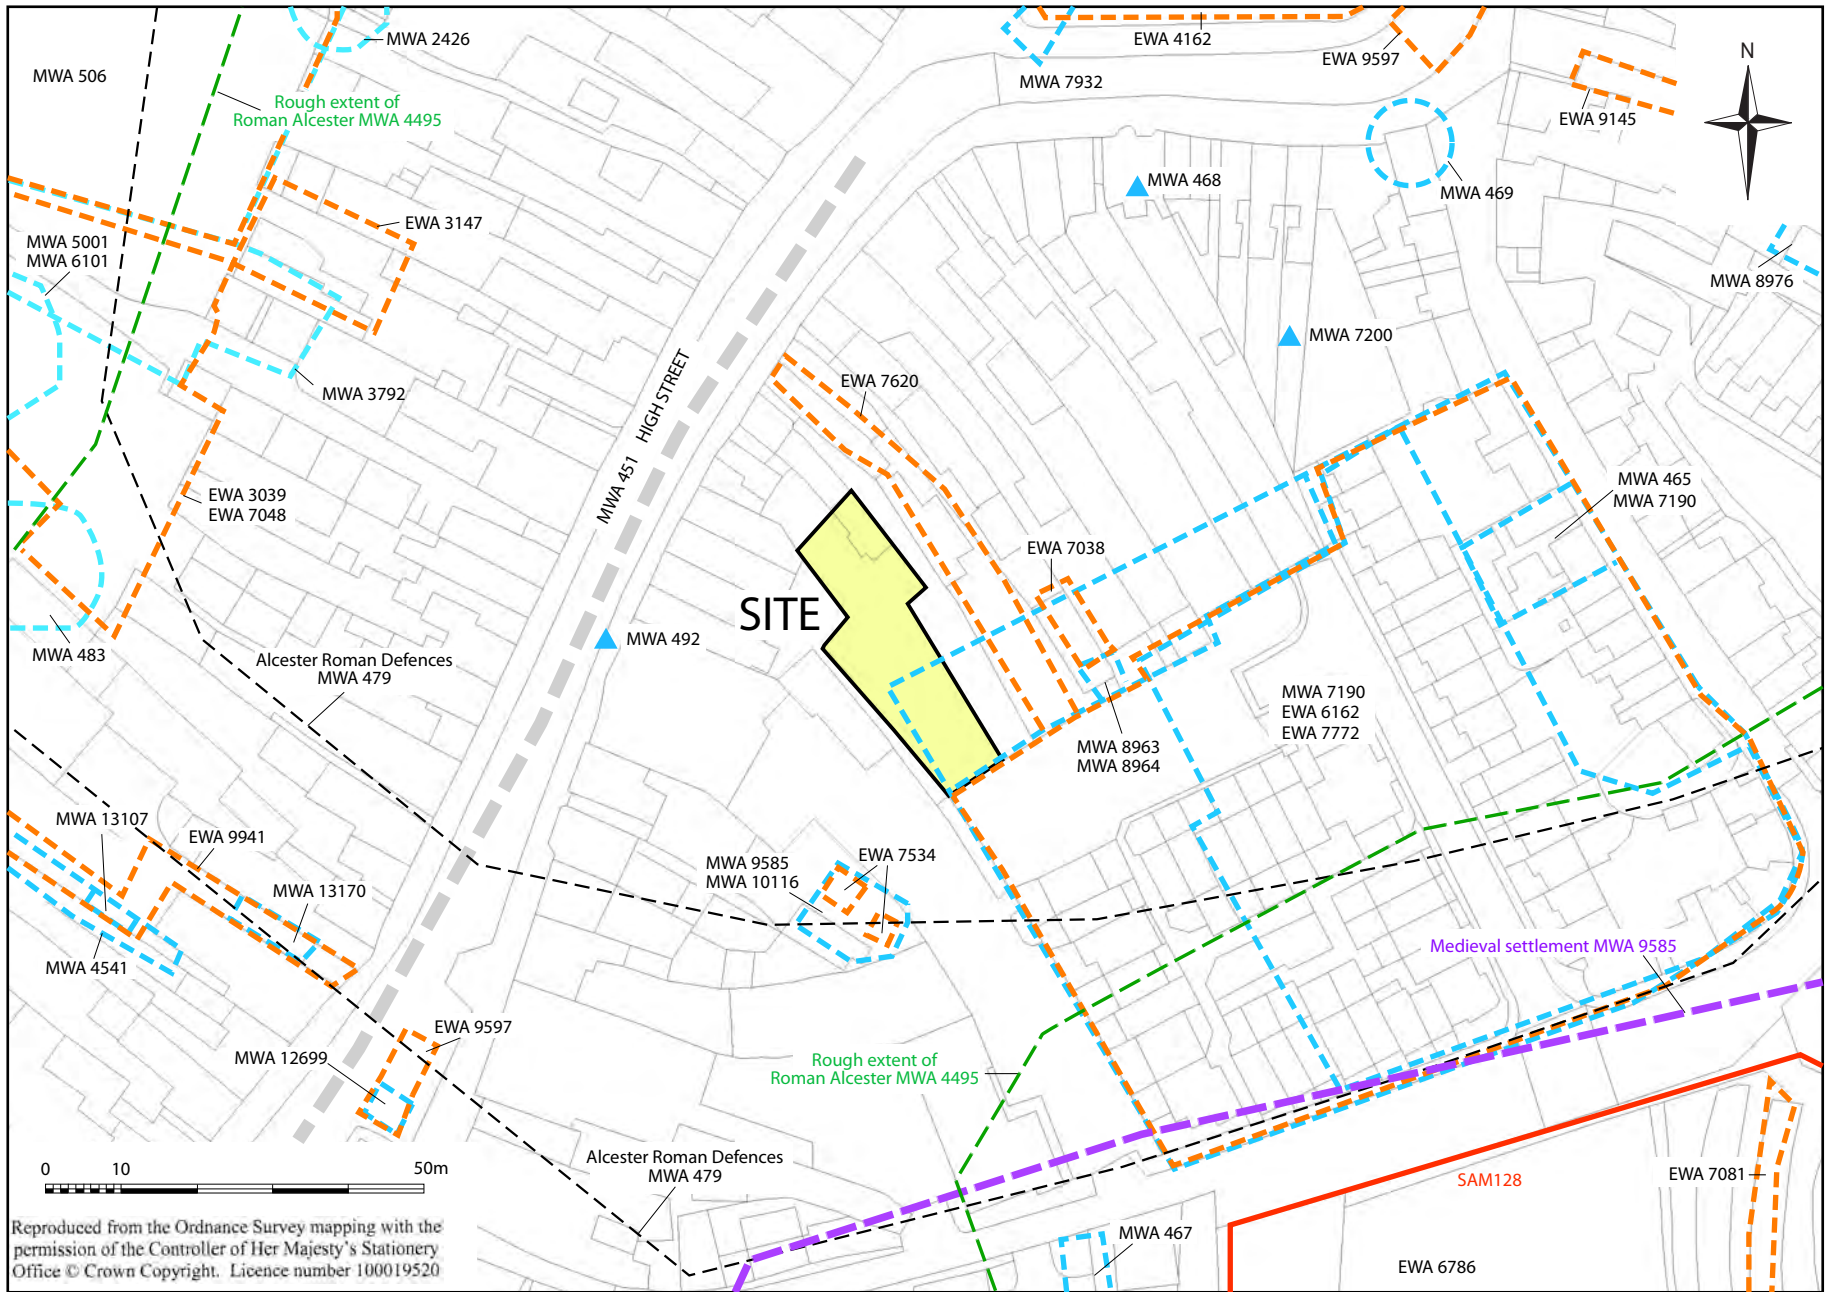 MWA 2426
EWA 4162
EWA 9597
N
MWA 506
MWA 7932
Rough extent of
Roman Alcester MWA 4495
EWA 9145
MWA 468
MWA 469
EWA 3147
MWA 5001
MWA 6101
MWA 8976
MWA 7200
MWA 3792
EWA 7620
MWA 451 HIGH STREET
MWA 465
MWA 7190
EWA 3039
EWA 7048
EWA 7038
SITE
MWA 492
MWA 483
Alcester Roman Defences
MWA 479
MWA 7190
EWA 6162
EWA 7772
MWA 8963
MWA 8964
MWA 13107
EWA 9941
MWA 9585
MWA 10116
EWA 7534
MWA 13170
Medieval settlement MWA 9585
MWA 4541
EWA 9597
MWA 12699
Rough extent of
Roman Alcester MWA 4495
0 10 50m
Alcester Roman Defences
MWA 479
SAM128
EWA 7081
Reproduced from the Ordnance Survey mapping with the
permission of the Controller of Her Majesty's Stationery
Office © Crown Copyright. Licence number 100019520
MWA 467
EWA 6786